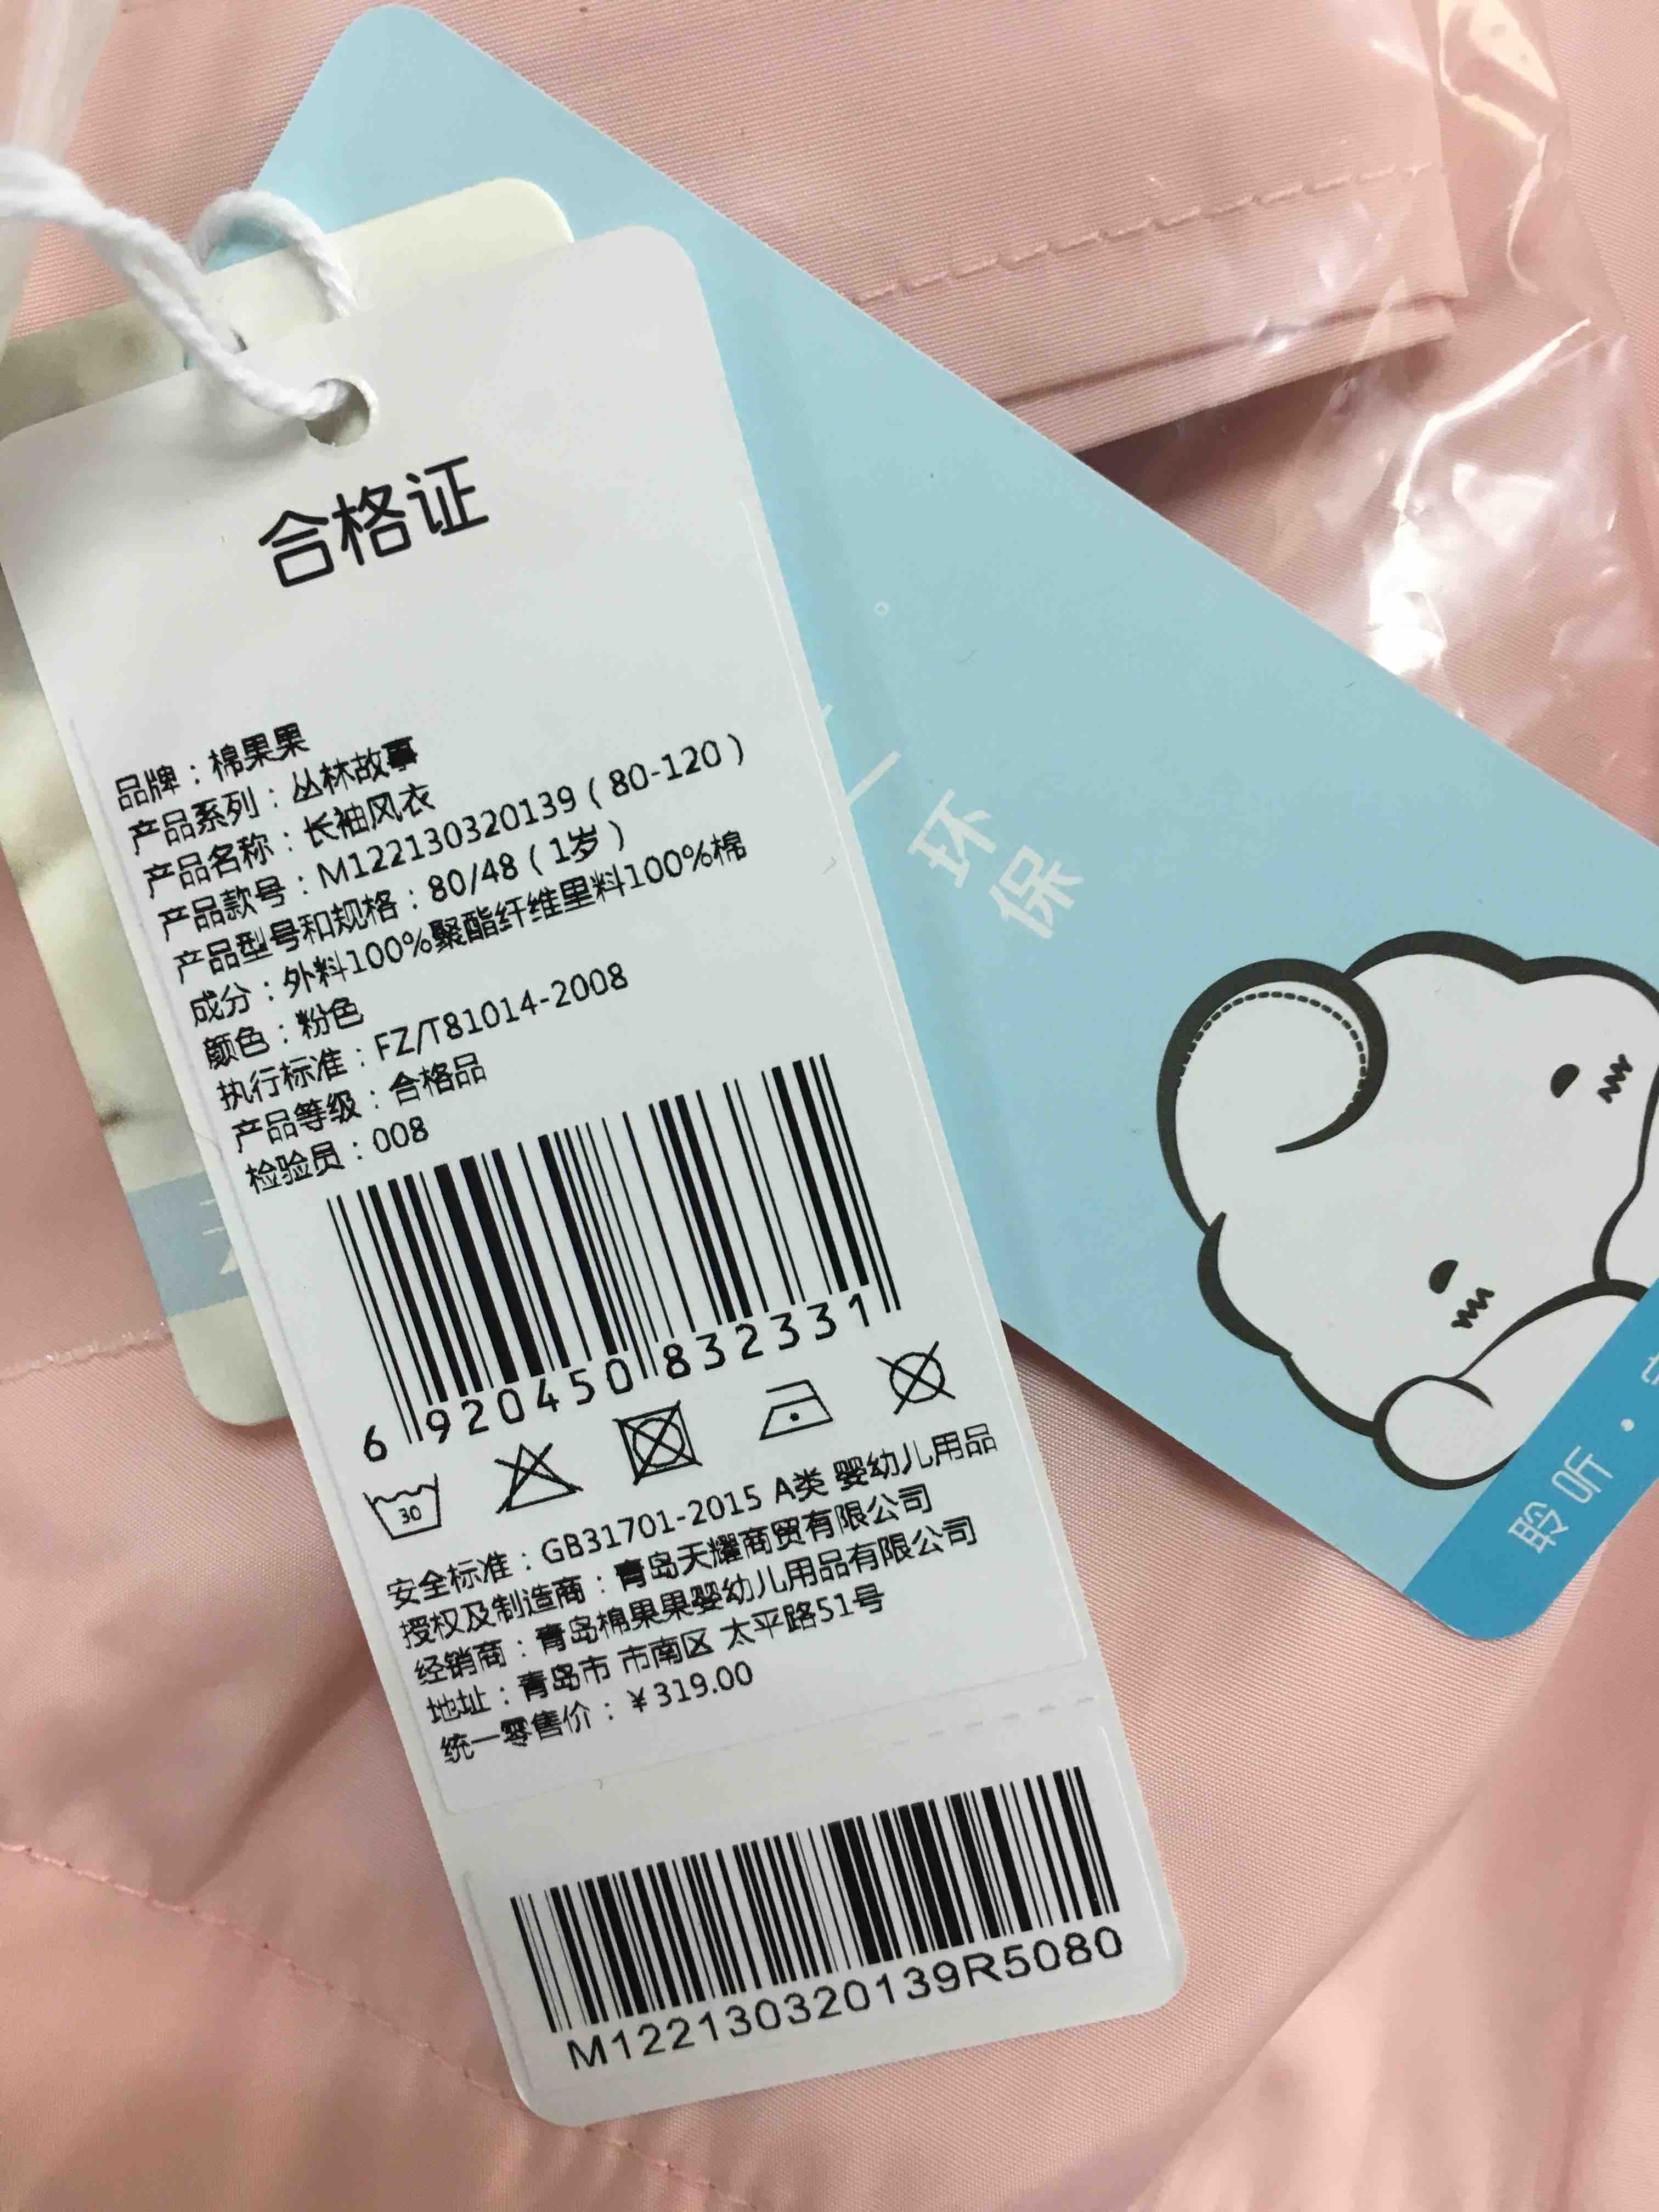 合格证
品牌：棉果果
产品系列：丛林故事
产品名称：长袖风衣
产品款号：M122130320139（80-120）
产品型号和规格：80/48（1岁）
成分：外料100%聚酯纤维里料100%棉
颜色：粉色
执行标准：FZ/T81014-2008
产品等级：合格品
检验员：008
6 920450 832331
30
安全标准：GB31701-2015 A类 婴幼儿用品
授权及制造商：青岛天耀商贸有限公司
经销商：青岛棉果果婴幼儿用品有限公司
地址：青岛市 市南区 太平路51号
统一零售价：￥319.00
M122130320139R5080
环
保
聆听 ·